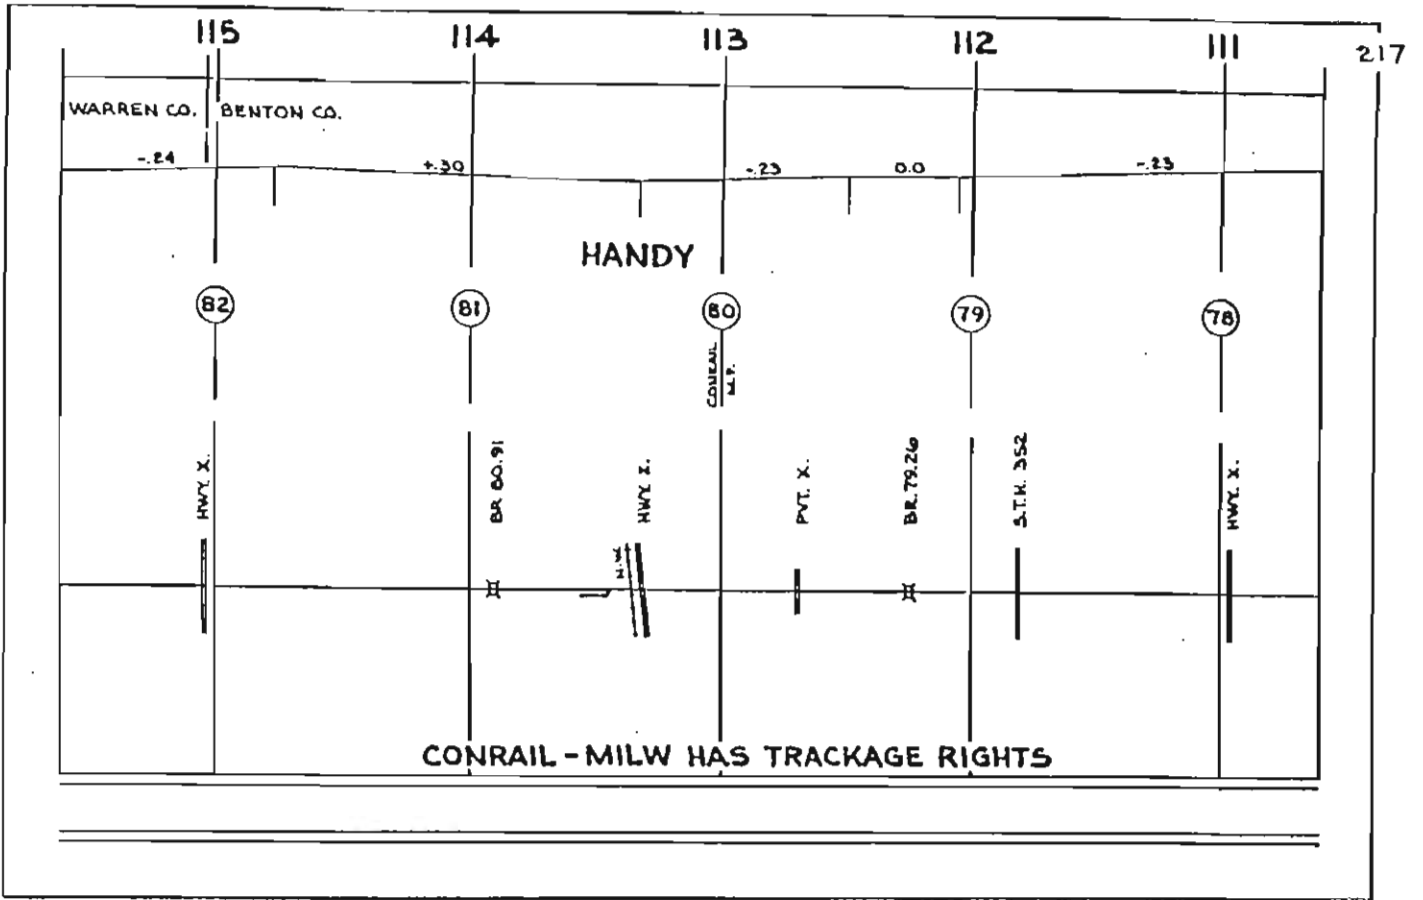 115 114 113 112 111 217
WARREN CO. BENTON CO.
-.24 +.30 -.23 0.0 -.23
HANDY
82 81 80 79 78
CONRAIL
M.P.
HWY. X.
BR 80.91
N.W.
HWY. X.
PVT. X.
BR. 79.26
S.T.H. 352
HWY. X.
CONRAIL - MILW HAS TRACKAGE RIGHTS